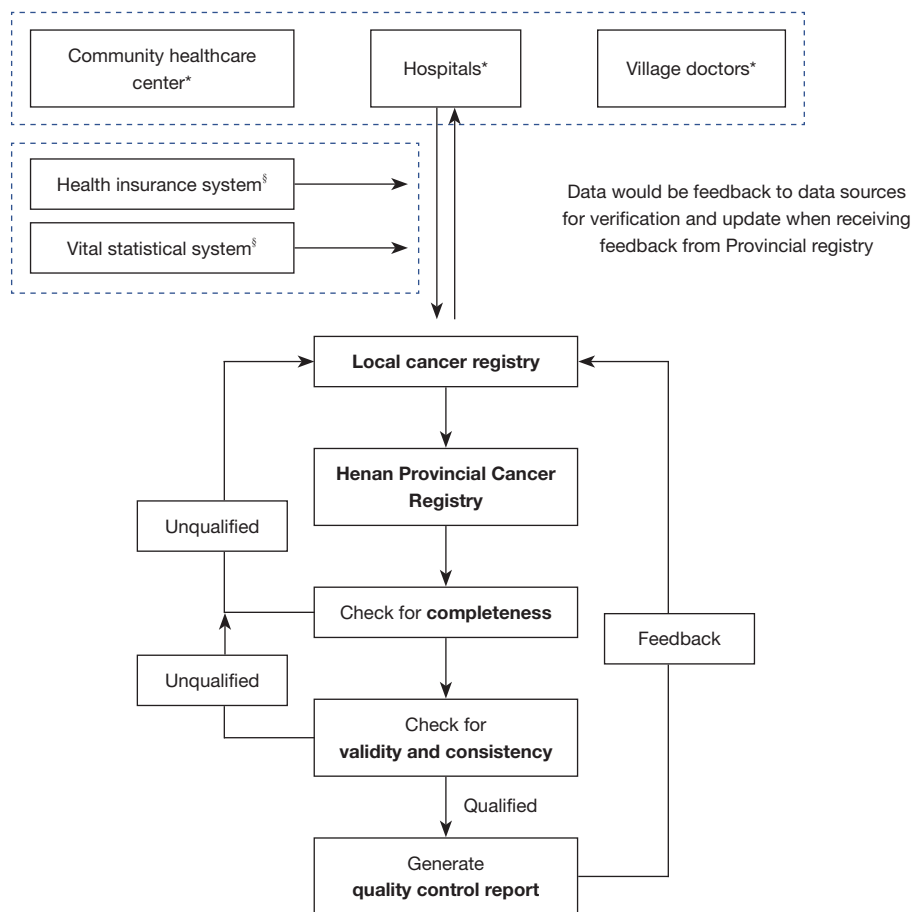 Community healthcare
center*
Hospitals*
Village doctors*
Health insurance system§
Vital statistical system§
Data would be feedback to data sources
for verification and update when receiving
feedback from Provincial registry
Local cancer registry
Henan Provincial Cancer
Registry
Unqualified
Check for completeness
Feedback
Unqualified
Check for
validity and consistency
Qualified
Generate
quality control report